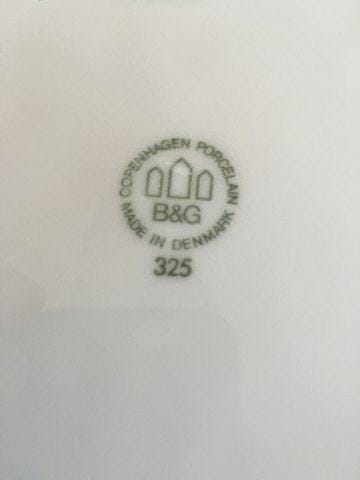 COPENHAGEN PORCELAIN
B&G
MADE IN DENMARK
325